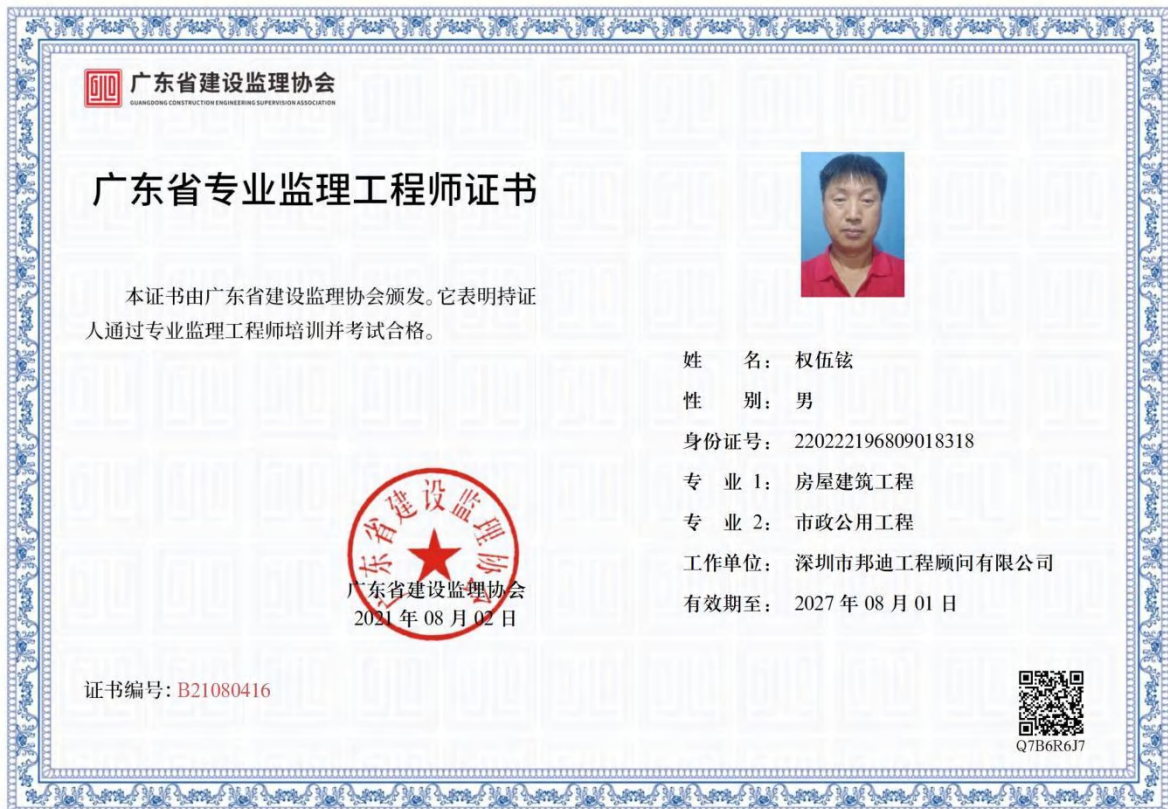 广东省建设监理协会
GUANGDONG CONSTRUCTION ENGINEERING SUPERVISION ASSOCIATION
广东省专业监理工程师证书
本证书由广东省建设监理协会颁发。它表明持证
人通过专业监理工程师培训并考试合格。
姓 名： 权伍铉
性 别： 男
身份证号： 220222196809018318
专 业 1： 房屋建筑工程
专 业 2： 市政公用工程
工作单位： 深圳市邦迪工程顾问有限公司
有效期至： 2027 年 08 月 01 日
广东省建设监理协会
广东省建设监理协会
2021 年 08 月 02 日
证书编号: B21080416
Q7B6R6J7